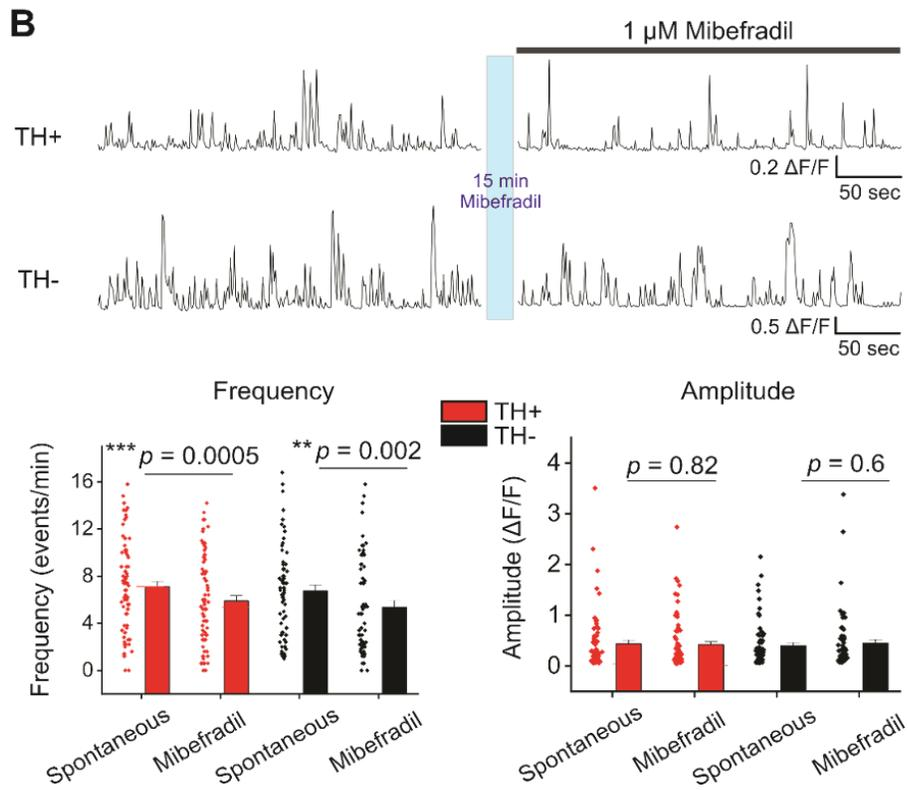 B
1 µM Mibefradil
TH+
0.2 ΔF/F
50 sec
15 min
Mibefradil
TH-
0.5 ΔF/F
50 sec
Frequency
TH+
TH-
Amplitude
Frequency (events/min)
*** p = 0.0005
** p = 0.002
16
12
8
4
0
Spontaneous
Mibefradil
Spontaneous
Mibefradil
Amplitude (ΔF/F)
p = 0.82
p = 0.6
4
3
2
1
0
Spontaneous
Mibefradil
Spontaneous
Mibefradil